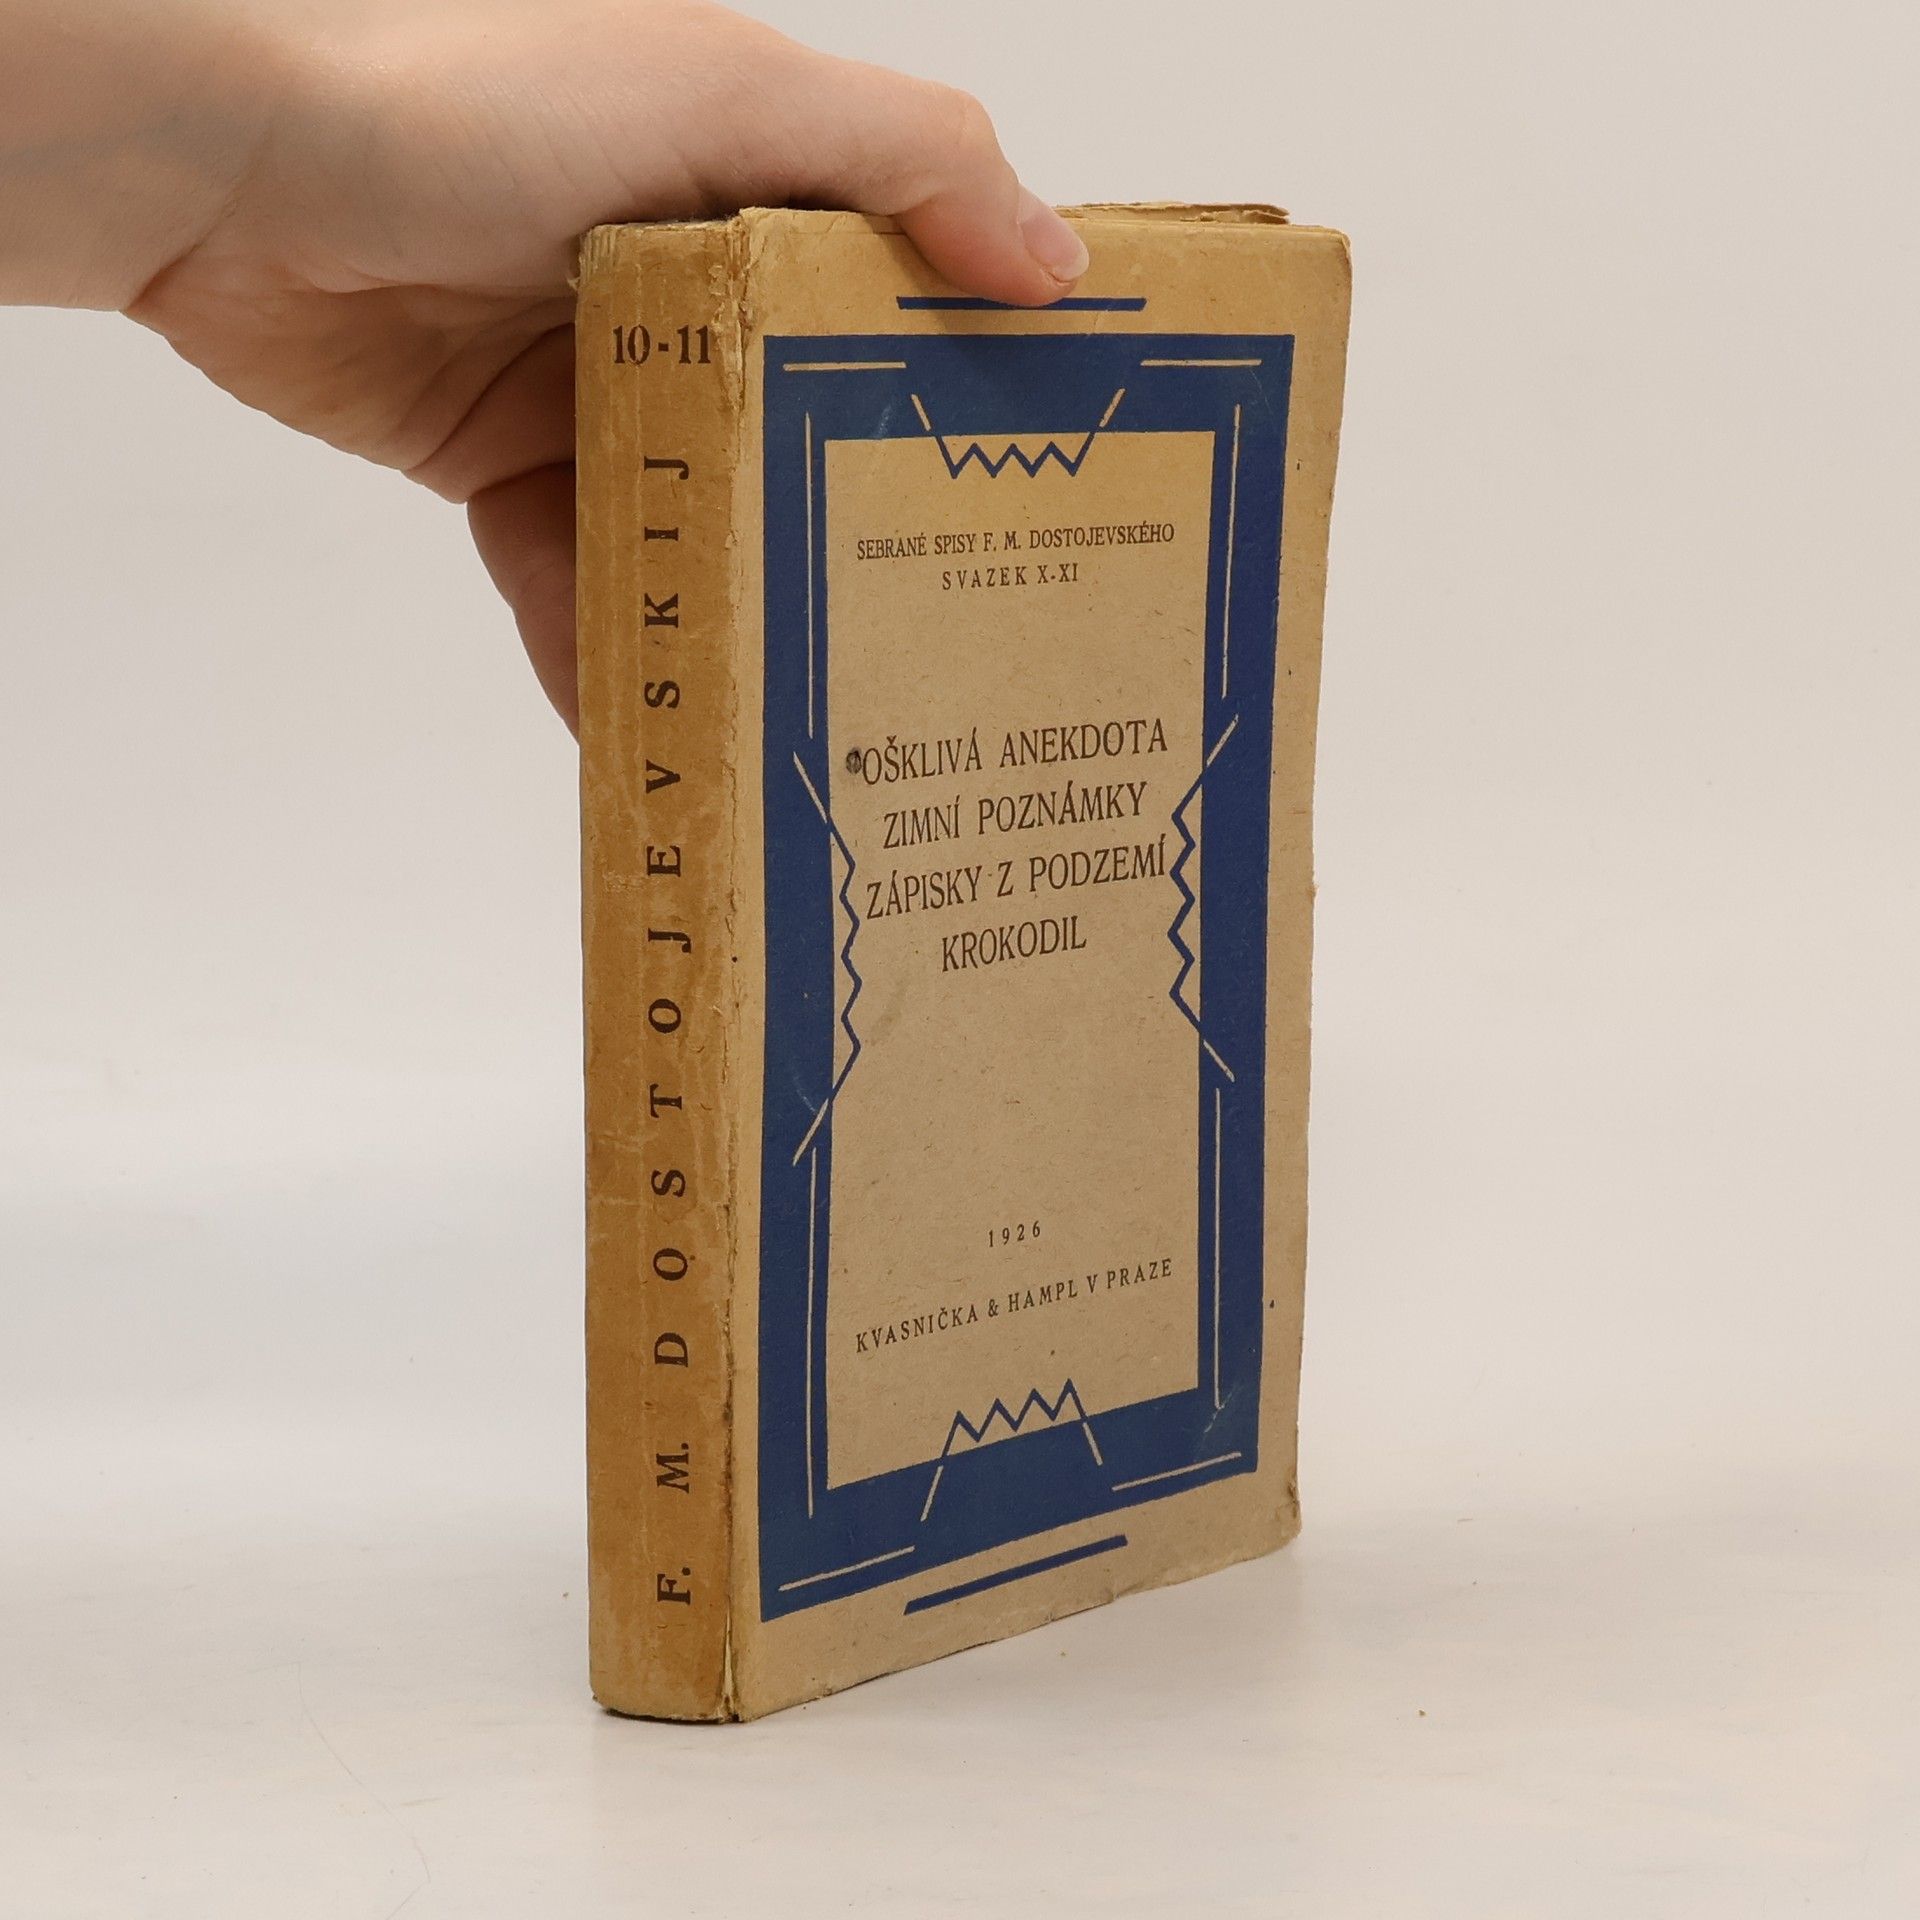 10-11
F. M. DOSTOJEVSKIJ
SEBRANÉ SPISY F. M. DOSTOJEVSKÉHO
SVAZEK X-XI
OŠKLIVÁ ANEKDOTA
ZIMNÍ POZNÁMKY
ZÁPISKY Z PODZEMÍ
KROKODIL
1926
KVASNIČKA & HAMPL V PRAZE